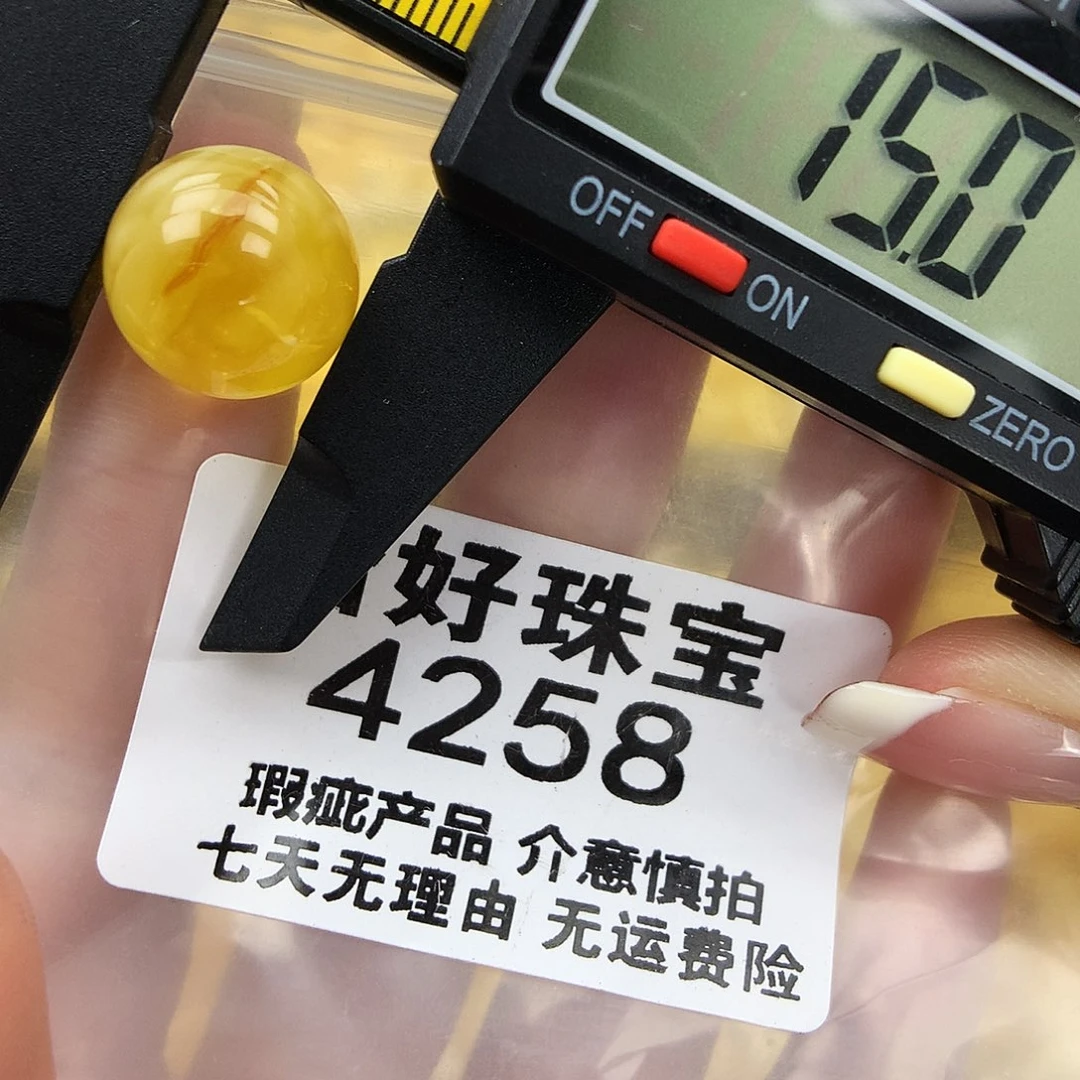 15.0
OFF ON
ZERO
好珠宝
4258
瑕疵产品 介意慎拍
七天无理由 无运费险